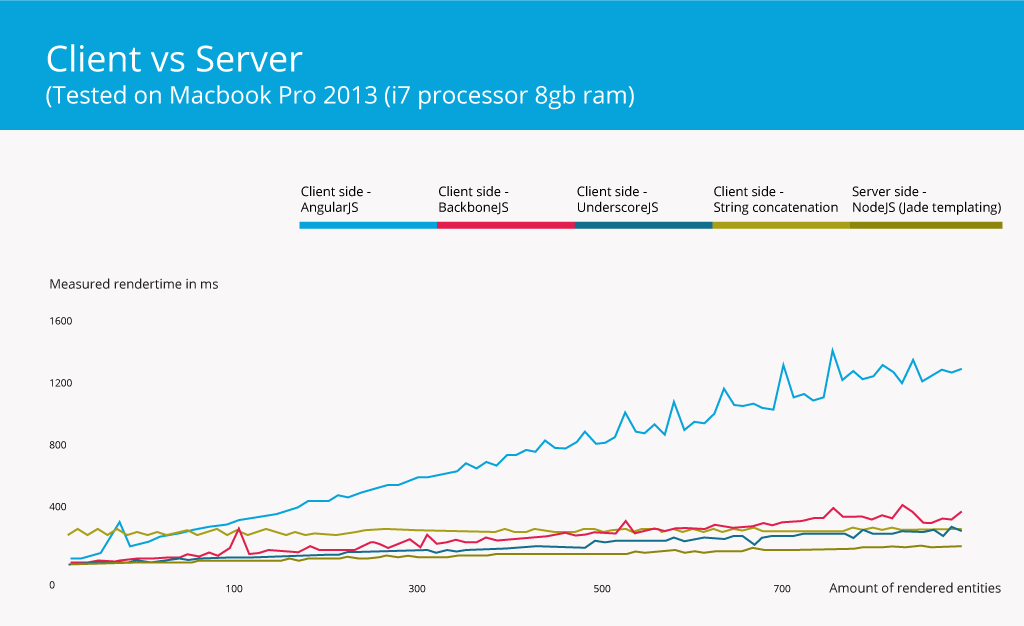 Client vs Server
(Tested on Macbook Pro 2013 (i7 processor 8gb ram)
Client side -
AngularJS
Client side -
BackboneJS
Client side -
UnderscoreJS
Client side -
String concatenation
Server side -
NodeJS (Jade templating)
Measured rendertime in ms
1600
1200
800
400
0
100
300
500
700
Amount of rendered entities